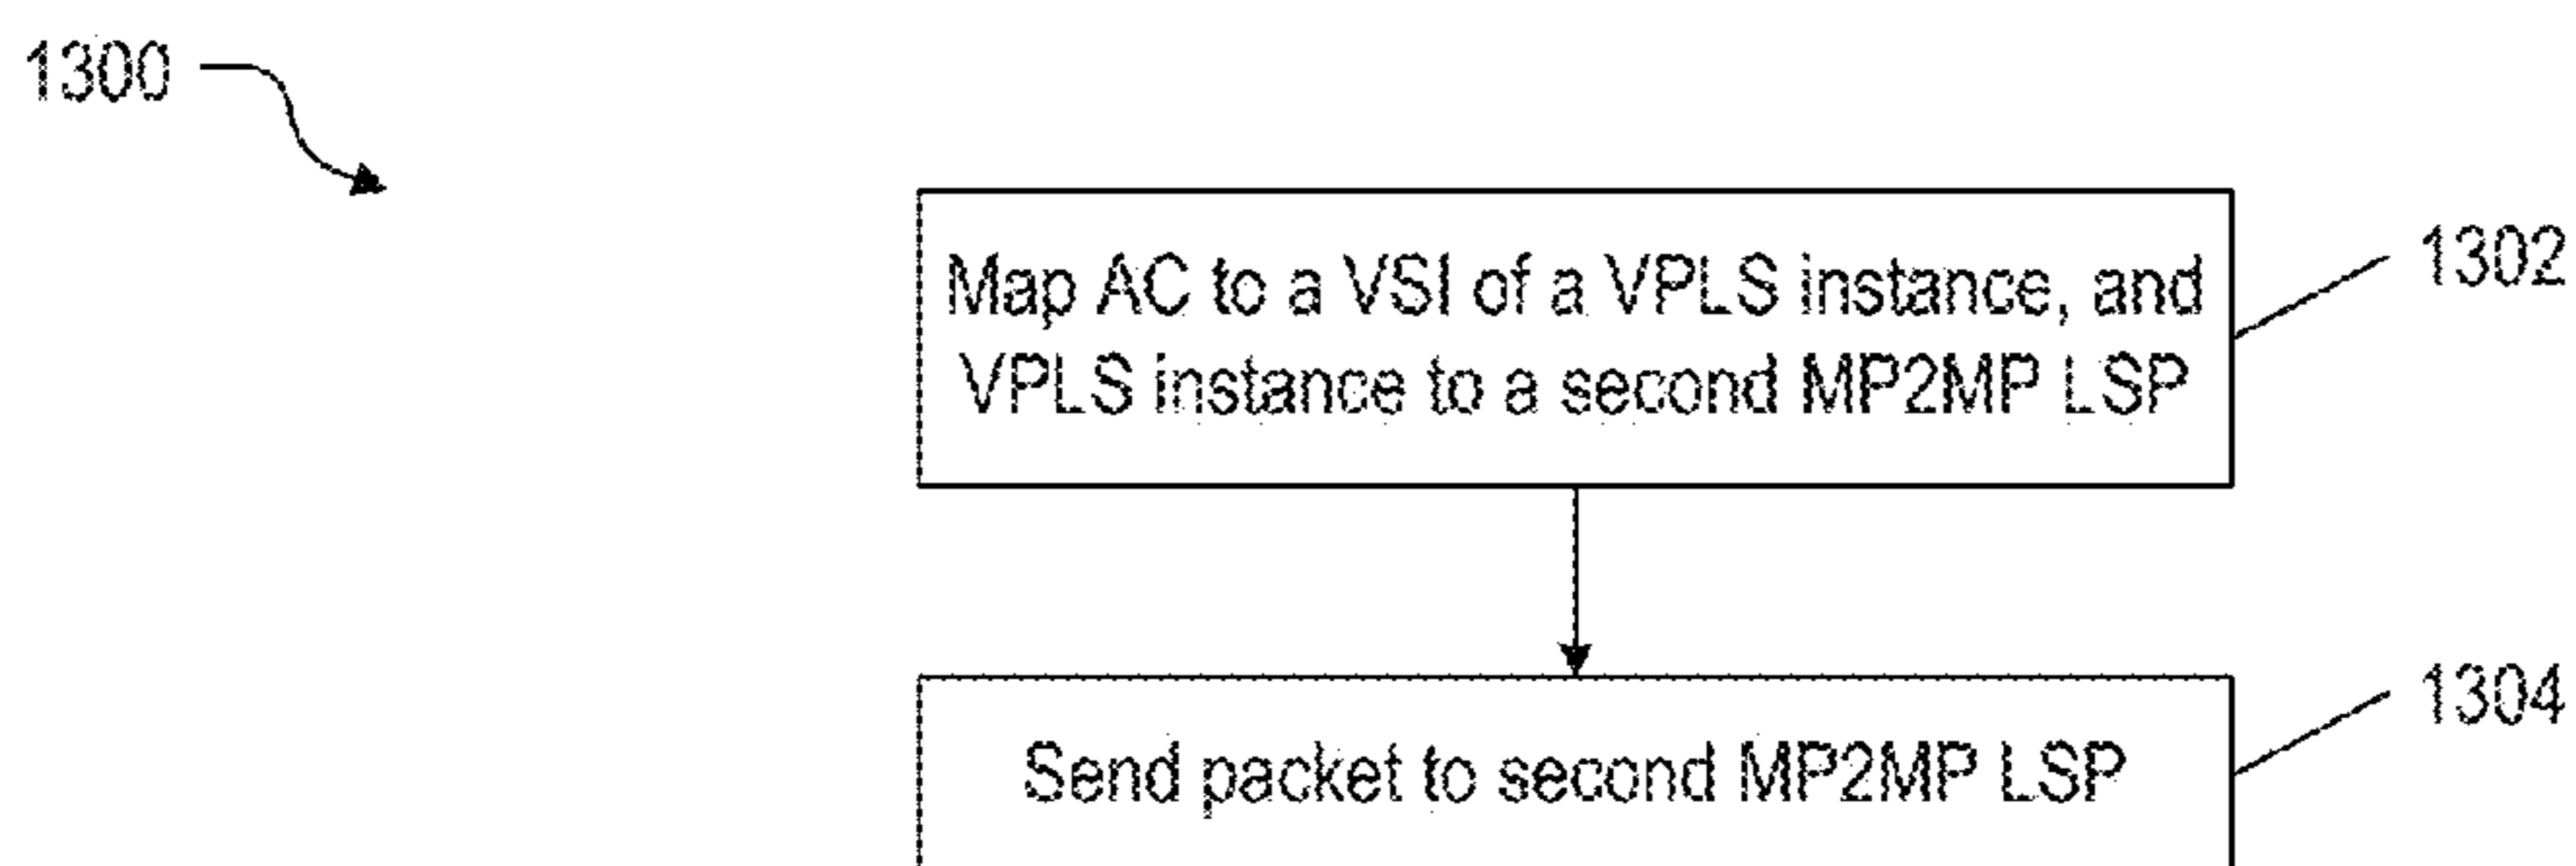 1300
Map AC to a VSI of a VPLS instance, and
VPLS instance to a second MP2MP LSP
1302
Send packet to second MP2MP LSP
1304